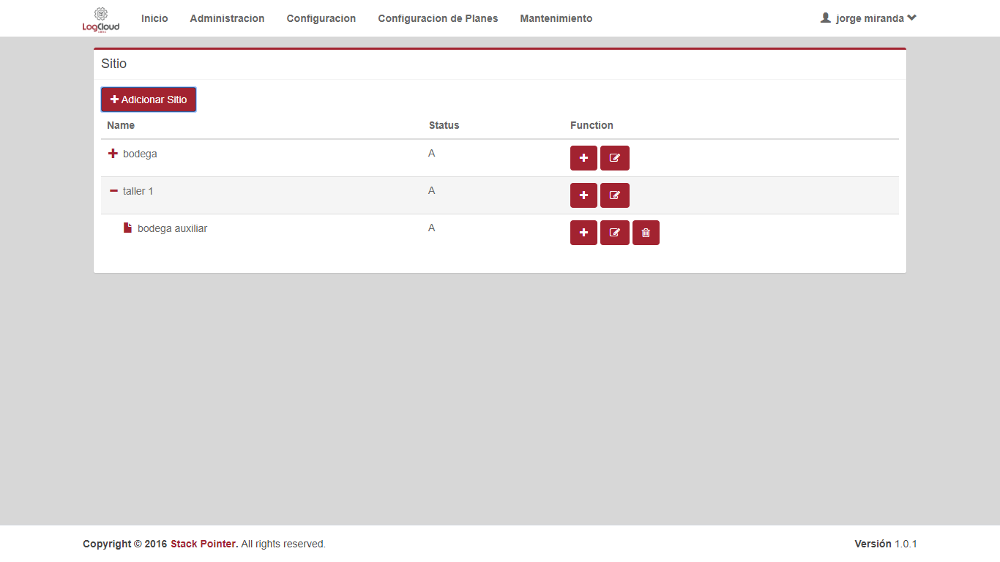 LogCloud Inicio Administracion Configuracion Configuracion de Planes Mantenimiento jorge miranda
Sitio
Adicionar Sitio
Name Status Function
bodega A
taller 1 A
bodega auxiliar A
Copyright © 2016 Stack Pointer. All rights reserved. Versión 1.0.1